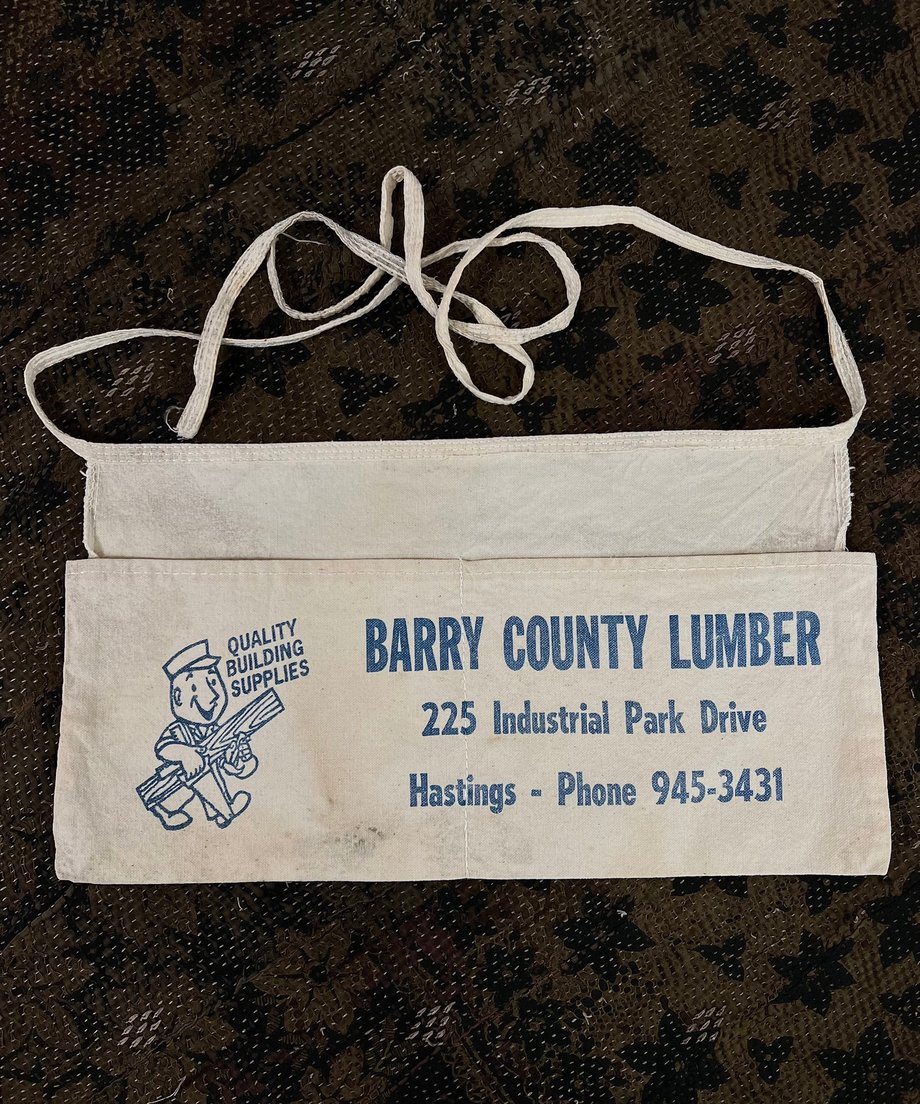 QUALITY
BUILDING
SUPPLIES
BARRY COUNTY LUMBER
225 Industrial Park Drive
Hastings - Phone 945-3431